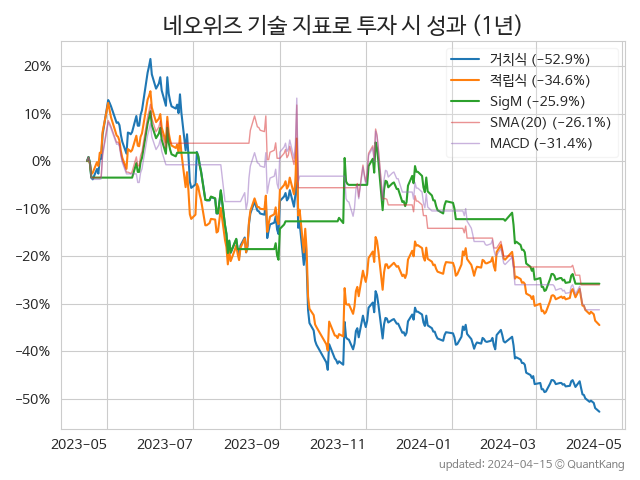 네오위즈 기술 지표로 투자 시 성과 (1년)
거치식 (−52.9%)
적립식 (−34.6%)
SigM (−25.9%)
SMA(20) (−26.1%)
MACD (−31.4%)
20%
10%
0%
−10%
−20%
−30%
−40%
−50%
2023-05 2023-07 2023-09 2023-11 2024-01 2024-03 2024-05
updated: 2024-04-15 © QuantKang